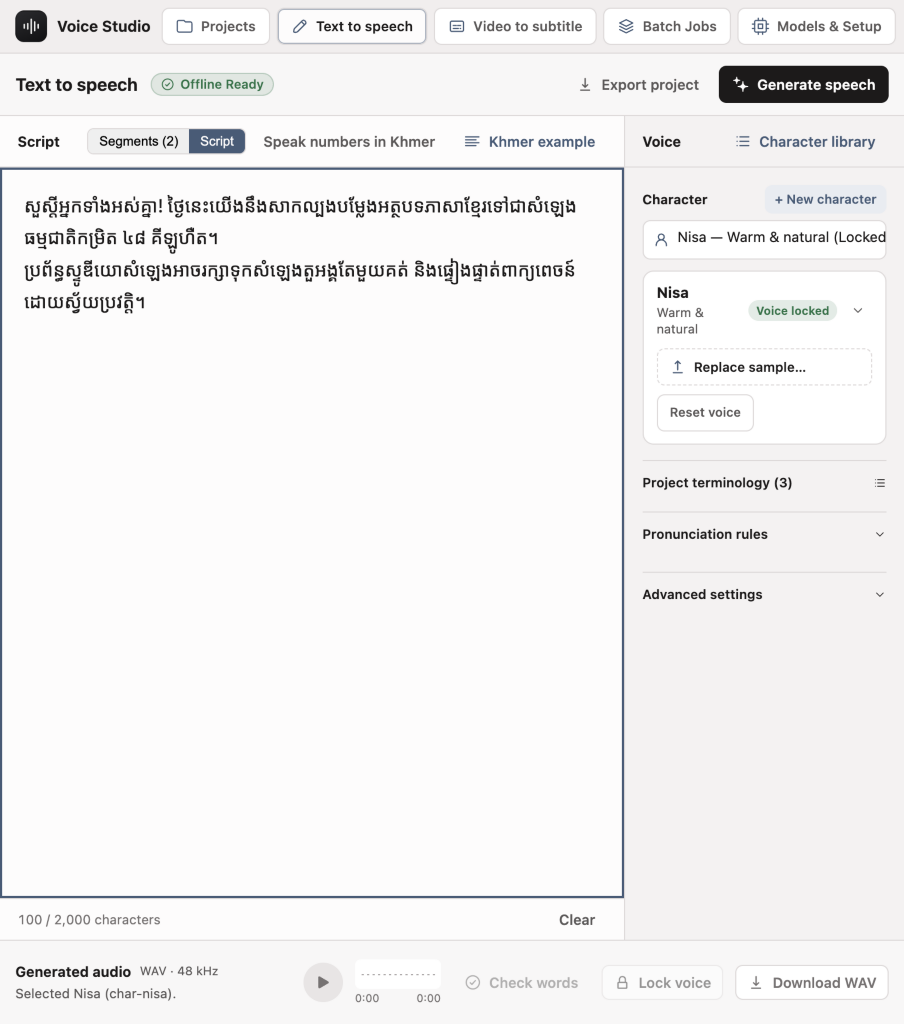 Voice Studio
Projects
Text to speech
Video to subtitle
Batch Jobs
Models & Setup
Text to speech
Offline Ready
Export project
Generate speech
Script
Segments (2)
Script
Speak numbers in Khmer
Khmer example
Voice
Character library
សួស្តីអ្នកទាំងអស់គ្នា! ថ្ងៃនេះយើងនឹងសាកល្បងបម្លែងអត្ថបទភាសាខ្មែរទៅជាសំឡេង
ធម្មជាតិកម្រិត ៤៨ គីឡូហឺត។
ប្រព័ន្ធស្ទូឌីយោសំឡេងអាចរក្សាទុកសំឡេងតួអង្គតែមួយគត់ និងផ្ទៀងផ្ទាត់ពាក្យពេចន៍
ដោយស្វ័យប្រវត្តិ។
Character
+ New character
Nisa — Warm & natural (Locked
Nisa
Warm &
natural
Voice locked
Replace sample...
Reset voice
Project terminology (3)
Pronunciation rules
Advanced settings
100 / 2,000 characters
Clear
Generated audio WAV · 48 kHz
Selected Nisa (char-nisa).
0:00
0:00
Check words
Lock voice
Download WAV